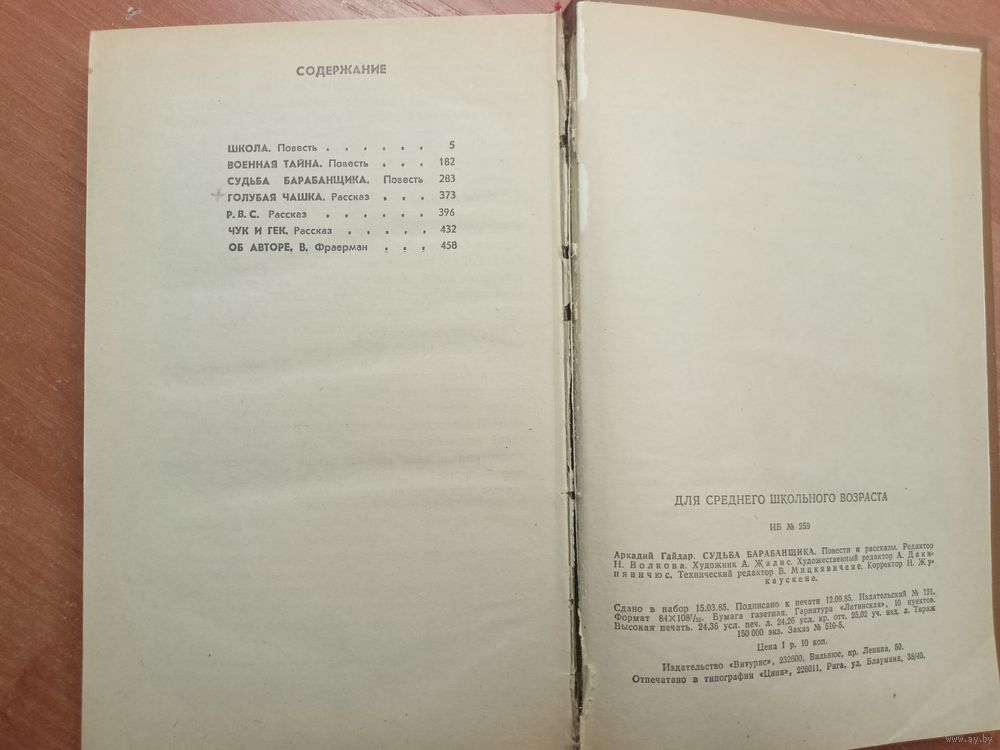 СОДЕРЖАНИЕ
ШКОЛА. Повесть . . . . . . 5
ВОЕННАЯ ТАЙНА. Повесть . . . 182
СУДЬБА БАРАБАНЩИКА. Повесть 283
ГОЛУБАЯ ЧАШКА. Рассказ . . . 373
Р. В. С. Рассказ . . . . . . 396
ЧУК И ГЕК. Рассказ . . . . . 432
ОБ АВТОРЕ. В. Фраерман . . . 458
ДЛЯ СРЕДНЕГО ШКОЛЬНОГО ВОЗРАСТА
ИБ № 259
Аркадий Гайдар. СУДЬБА БАРАБАНЩИКА. Повести и рассказы. Редактор
Н. Волкова. Художник А. Жалис. Художественный редактор А. Даки-
нявичюс. Технический редактор В. Мицкявичене. Корректор Н. Жу-
каускене.
Сдано в набор 15.03.85. Подписано к печати 12.09.85. Издательский № 121.
Формат 84×108¹/₃₂. Бумага газетная. Гарнитура «Латинская», 10 пунктов.
Высокая печать. 24,36 усл. печ. л. 24,26 усл. кр. отт. 25,02 уч. изд. л. Тираж
150 000 экз. Заказ № 510-5.
Цена 1 р. 10 коп.
Издательство «Витурис», 232600, Вильнюс, пр. Ленина, 50.
Отпечатано в типографии «Циня», 226011, Рига, ул. Блауманя, 38/40.
www.ay.by